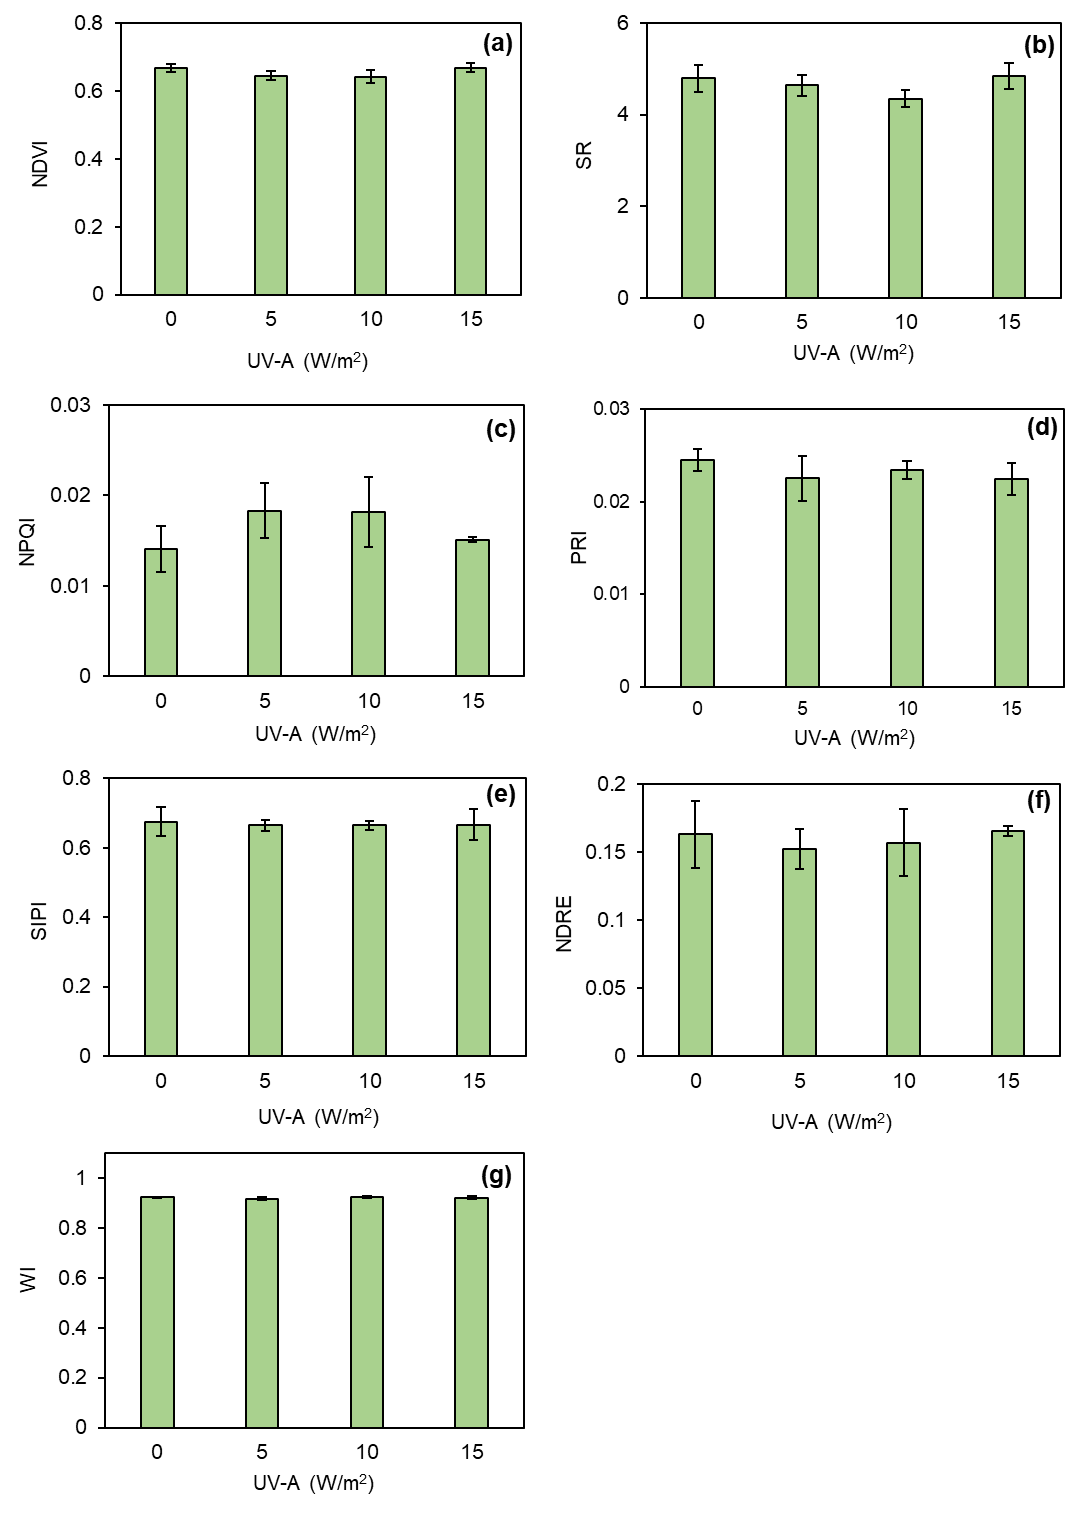 (a)
0.8
0.6
0.4
0.2
0
NDVI
0 5 10 15
UV-A (W/m²)
(b)
6
4
2
0
SR
0 5 10 15
UV-A (W/m²)
(c)
0.03
0.02
0.01
0
NPQI
0 5 10 15
UV-A (W/m²)
(d)
0.03
0.02
0.01
0
PRI
0 5 10 15
UV-A (W/m²)
(e)
0.8
0.6
0.4
0.2
0
SIPI
0 5 10 15
UV-A (W/m²)
(f)
0.2
0.15
0.1
0.05
0
NDRE
0 5 10 15
UV-A (W/m²)
(g)
1
0.8
0.6
0.4
0.2
0
WI
0 5 10 15
UV-A (W/m²)